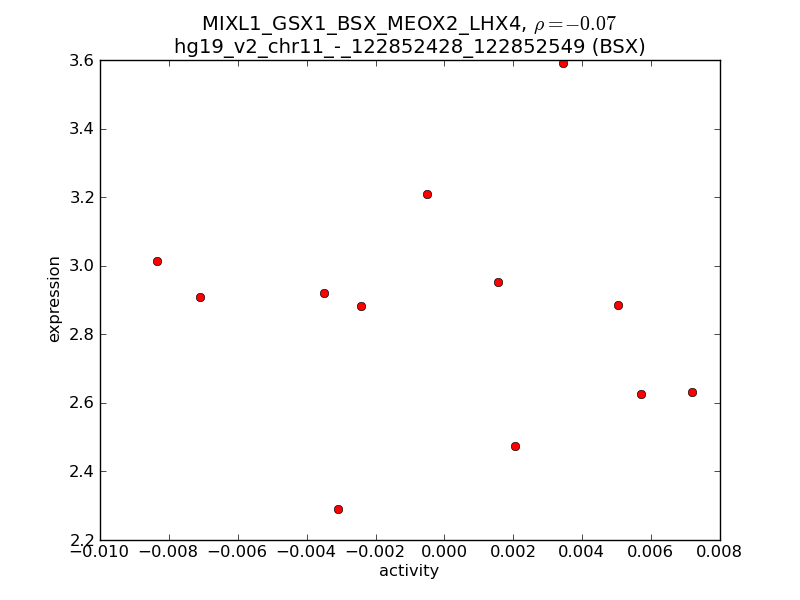 MIXL1_GSX1_BSX_MEOX2_LHX4, ρ=−0.07
hg19_v2_chr11_-_122852428_122852549 (BSX)
3.6
3.4
3.2
3.0
2.8
2.6
2.4
2.2
expression
−0.010 −0.008 −0.006 −0.004 −0.002 0.000 0.002 0.004 0.006 0.008
activity